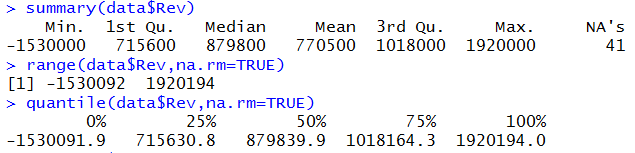 > summary(data$Rev)
Min. 1st Qu. Median Mean 3rd Qu. Max. NA's
-1530000 715600 879800 770500 1018000 1920000 41
> range(data$Rev,na.rm=TRUE)
[1] -1530092 1920194
> quantile(data$Rev,na.rm=TRUE)
0% 25% 50% 75% 100%
-1530091.9 715630.8 879839.9 1018164.3 1920194.0